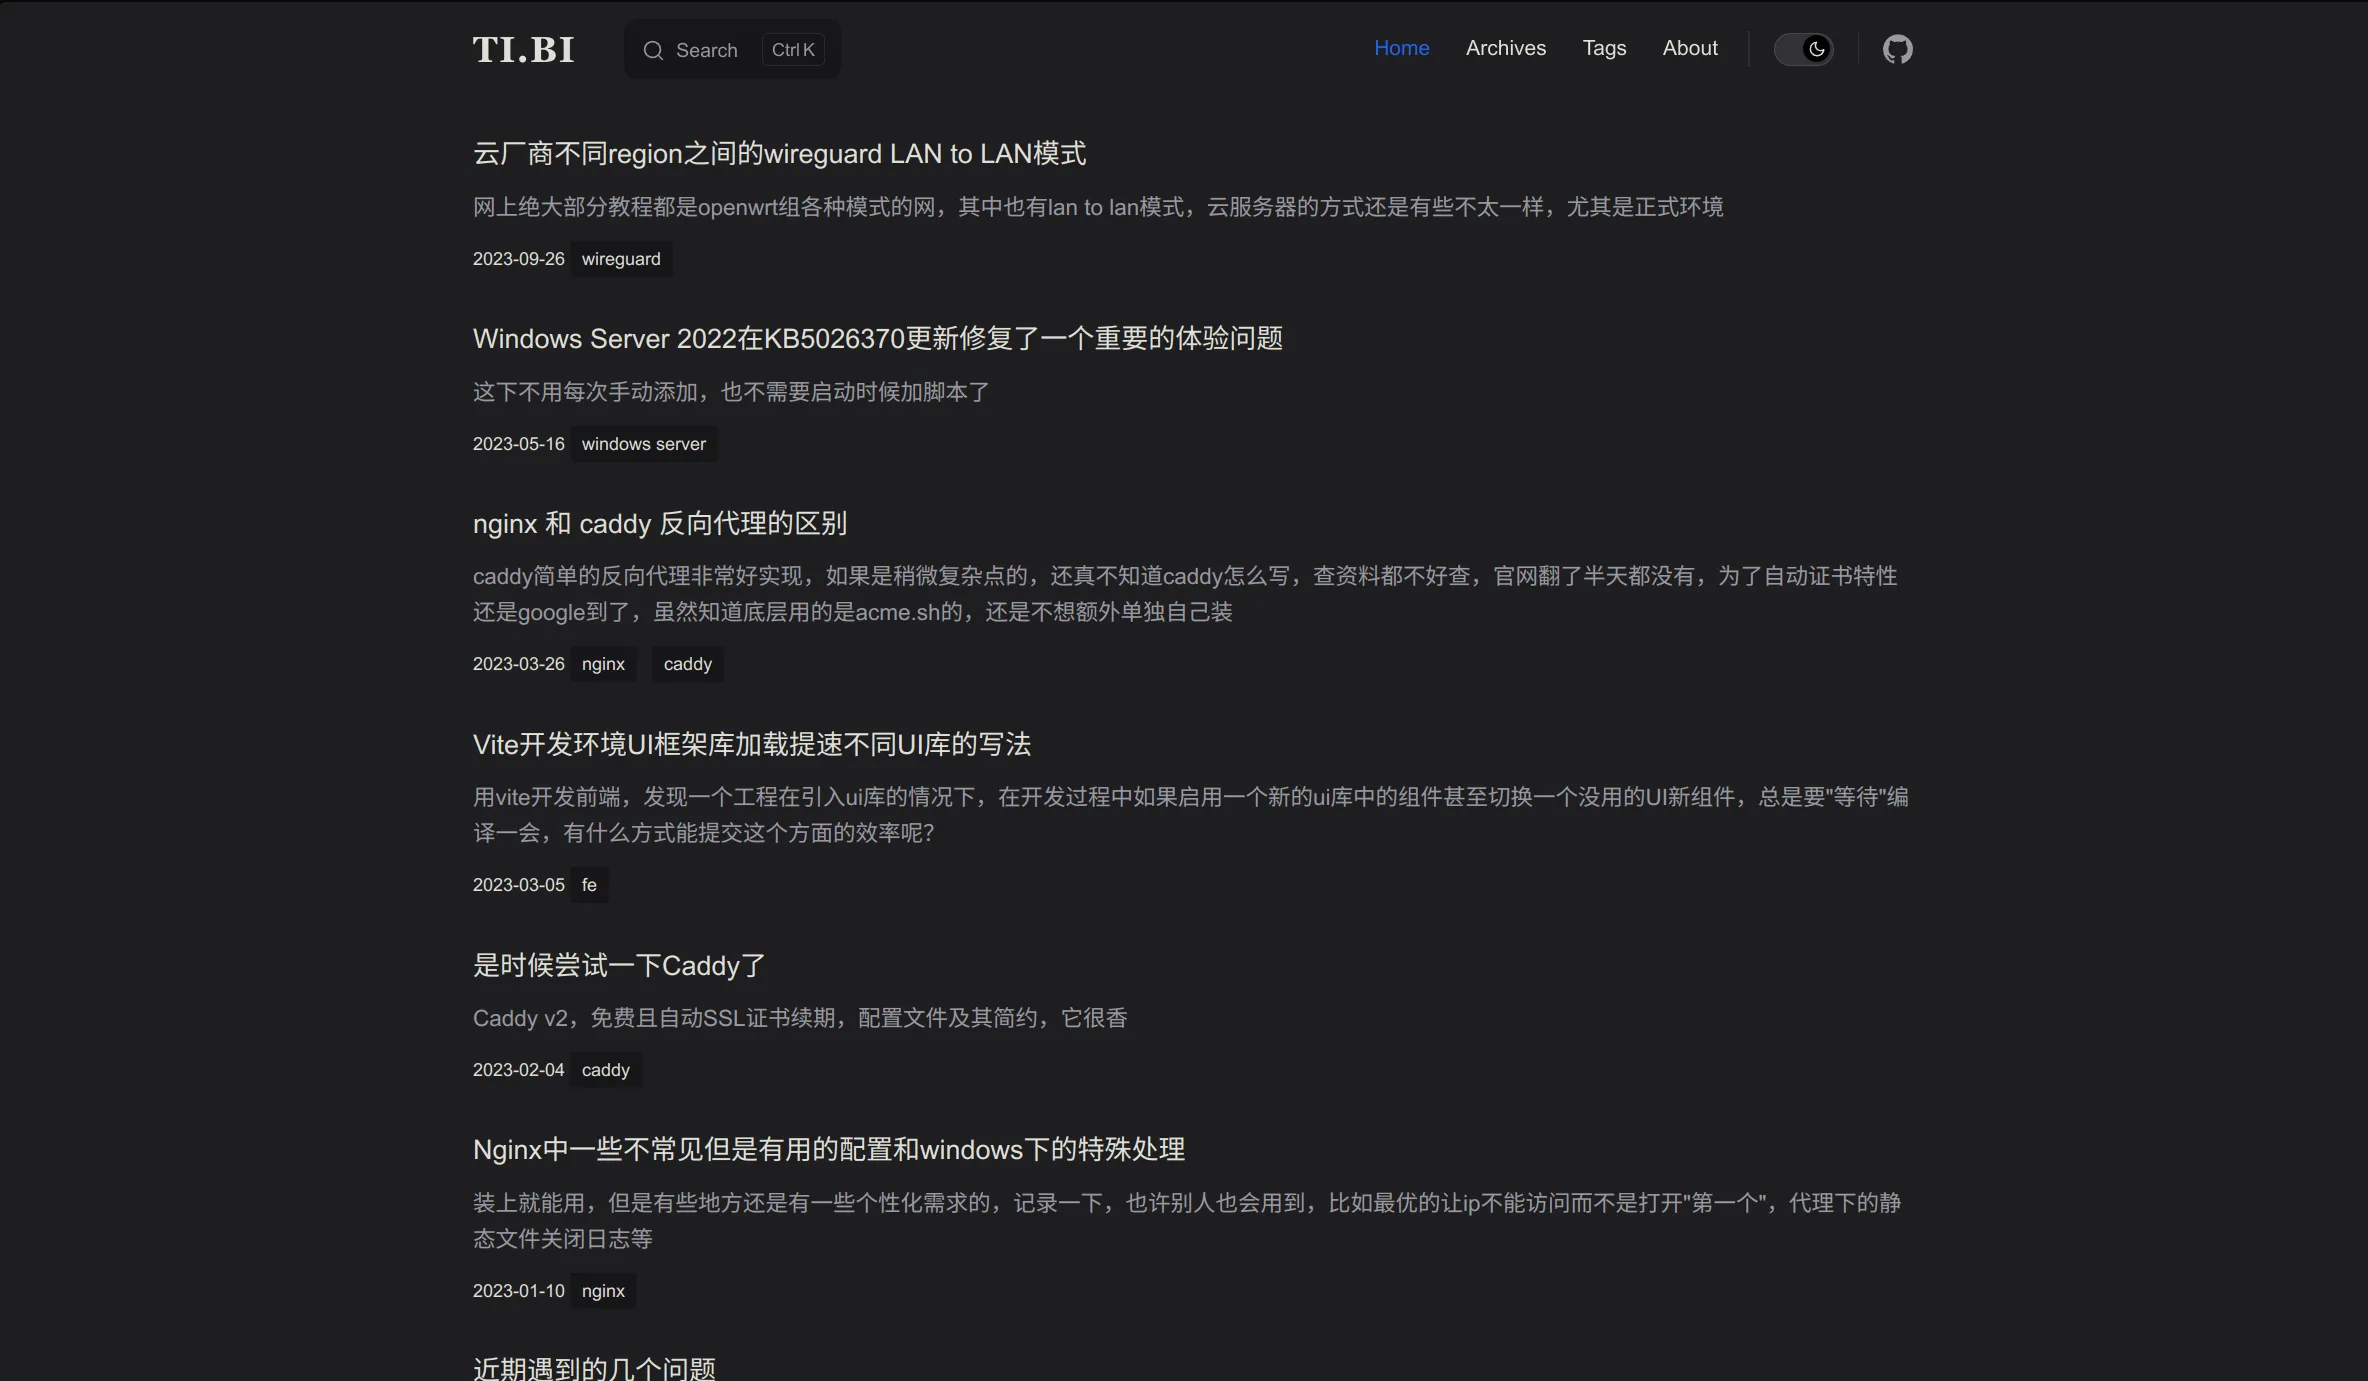 TI.BI
Search Ctrl K
Home Archives Tags About
云厂商不同region之间的wireguard LAN to LAN模式
网上绝大部分教程都是openwrt组各种模式的网，其中也有lan to lan模式，云服务器的方式还是有些不太一样，尤其是正式环境
2023-09-26 wireguard
Windows Server 2022在KB5026370更新修复了一个重要的体验问题
这下不用每次手动添加，也不需要启动时候加脚本了
2023-05-16 windows server
nginx 和 caddy 反向代理的区别
caddy简单的反向代理非常好实现，如果是稍微复杂点的，还真不知道caddy怎么写，查资料都不好查，官网翻了半天都没有，为了自动证书特性
还是google到了，虽然知道底层用的是acme.sh的，还是不想额外单独自己装
2023-03-26 nginx caddy
Vite开发环境UI框架库加载提速不同UI库的写法
用vite开发前端，发现一个工程在引入ui库的情况下，在开发过程中如果启用一个新的ui库中的组件甚至切换一个没用的UI新组件，总是要"等待"编
译一会，有什么方式能提交这个方面的效率呢？
2023-03-05 fe
是时候尝试一下Caddy了
Caddy v2，免费且自动SSL证书续期，配置文件及其简约，它很香
2023-02-04 caddy
Nginx中一些不常见但是有用的配置和windows下的特殊处理
装上就能用，但是有些地方还是有一些个性化需求的，记录一下，也许别人也会用到，比如最优的让ip不能访问而不是打开"第一个"，代理下的静
态文件关闭日志等
2023-01-10 nginx
近期遇到的几个问题